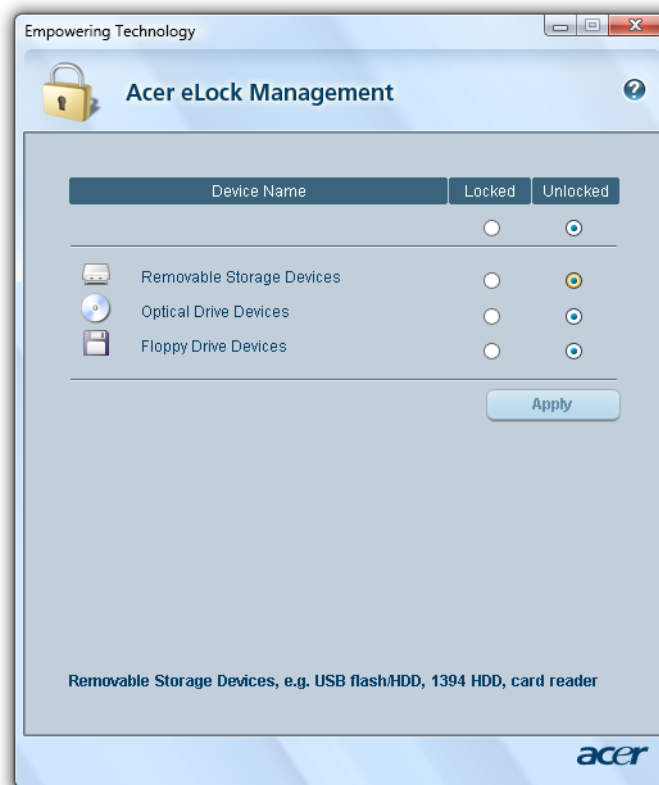 Empowering Technology
Acer eLock Management
Device Name Locked Unlocked
Removable Storage Devices
Optical Drive Devices
Floppy Drive Devices
Apply
Removable Storage Devices, e.g. USB flash/HDD, 1394 HDD, card reader
acer